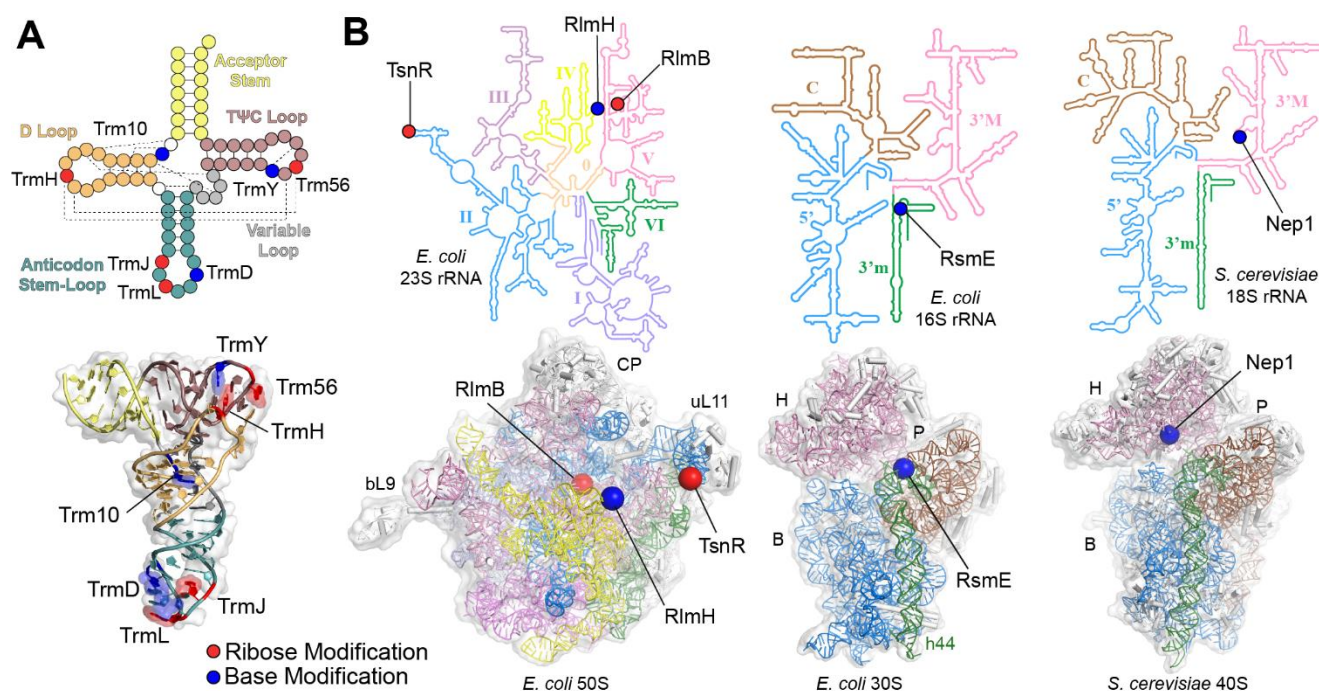 A
Acceptor
Stem
TΨC Loop
D Loop
Trm10
TrmH
TrmY
Trm56
Variable
Loop
TrmJ
TrmD
Anticodon
Stem-Loop
TrmL
TrmY
Trm56
TrmH
Trm10
TrmD
TrmJ
TrmL
Ribose Modification
Base Modification
B
RlmH
RlmB
TsnR
IV
III
0
V
II
VI
I
E. coli
23S rRNA
C
3'M
5'
3'm
RsmE
E. coli
16S rRNA
C
3'M
5'
3'm
Nep1
S. cerevisiae
18S rRNA
CP
RlmB
uL11
bL9
TsnR
RlmH
E. coli 50S
H
P
B
RsmE
h44
E. coli 30S
Nep1
H
P
B
S. cerevisiae 40S